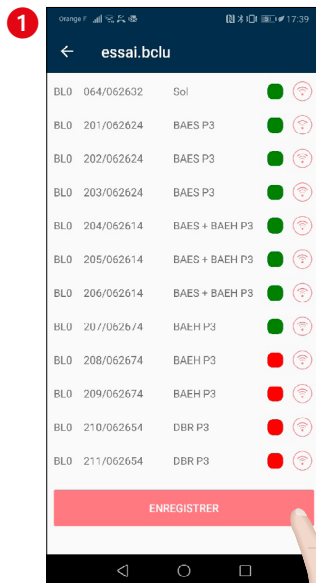 1
Orange F 17:39
essai.bclu
BL0 064/062632 Sol
BL0 201/062624 BAES P3
BL0 202/062624 BAES P3
BL0 203/062624 BAES P3
BL0 204/062614 BAES + BAEH P3
BL0 205/062614 BAES + BAEH P3
BL0 206/062614 BAES + BAEH P3
BL0 207/062674 BAEH P3
BL0 208/062674 BAEH P3
BL0 209/062674 BAEH P3
BL0 210/062654 DBR P3
BL0 211/062654 DBR P3
ENREGISTRER